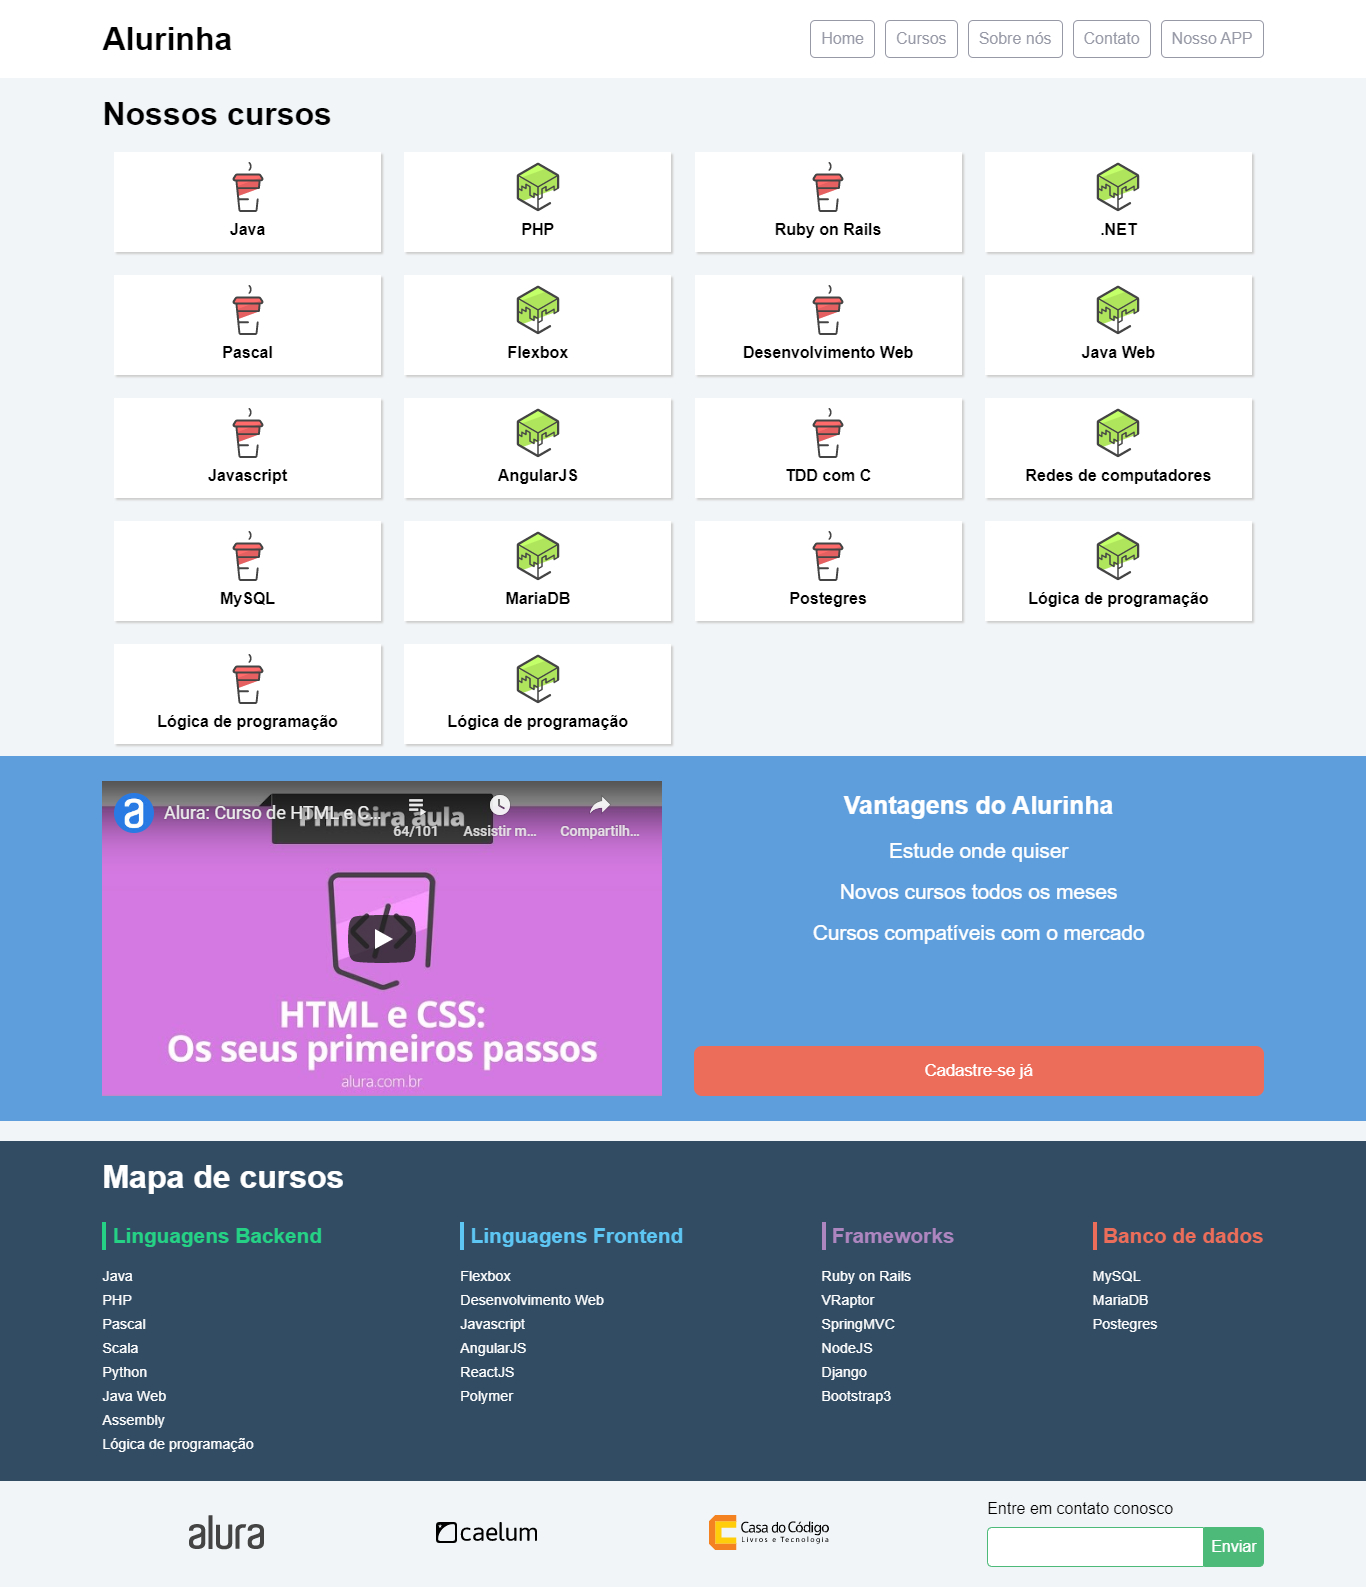 Alurinha
Home
Cursos
Sobre nós
Contato
Nosso APP
Nossos cursos
Java
PHP
Ruby on Rails
.NET
Pascal
Flexbox
Desenvolvimento Web
Java Web
Javascript
AngularJS
TDD com C
Redes de computadores
MySQL
MariaDB
Postegres
Lógica de programação
Lógica de programação
Lógica de programação
Alura: Curso de HTML e C...
Primeira aula
64/101
Assistir m...
Compartilh...
HTML e CSS:
Os seus primeiros passos
alura.com.br
Vantagens do Alurinha
Estude onde quiser
Novos cursos todos os meses
Cursos compatíveis com o mercado
Cadastre-se já
Mapa de cursos
Linguagens Backend
Java
PHP
Pascal
Scala
Python
Java Web
Assembly
Lógica de programação
Linguagens Frontend
Flexbox
Desenvolvimento Web
Javascript
AngularJS
ReactJS
Polymer
Frameworks
Ruby on Rails
VRaptor
SpringMVC
NodeJS
Django
Bootstrap3
Banco de dados
MySQL
MariaDB
Postegres
alura
caelum
Casa do Código
Livros e Tecnologia
Entre em contato conosco
Enviar